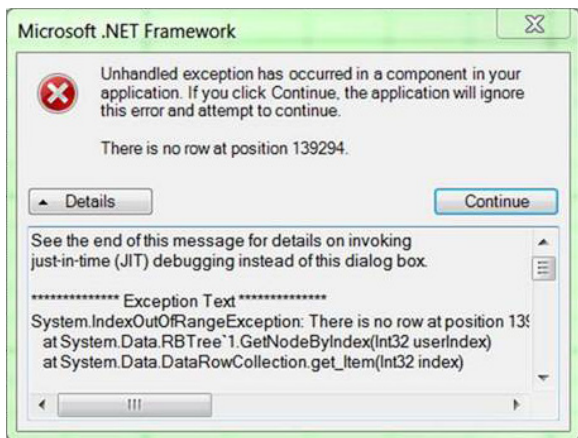 Microsoft .NET Framework
Unhandled exception has occurred in a component in your
application. If you click Continue, the application will ignore
this error and attempt to continue.
There is no row at position 139294.
Details
Continue
See the end of this message for details on invoking
just-in-time (JIT) debugging instead of this dialog box.
************** Exception Text **************
System.IndexOutOfRangeException: There is no row at position 139
at System.Data.RBTree`1.GetNodeByIndex(Int32 userIndex)
at System.Data.DataRowCollection.get_Item(Int32 index)